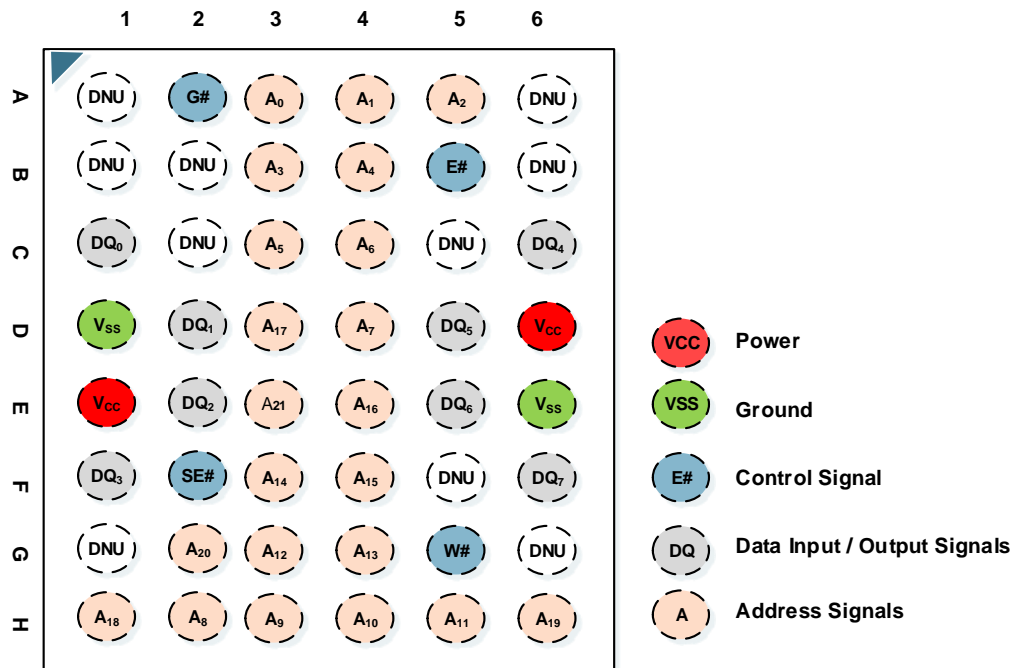 1 2 3 4 5 6
A DNU G# A0 A1 A2 DNU
B DNU DNU A3 A4 E# DNU
C DQ0 DNU A5 A6 DNU DQ4
D VSS DQ1 A17 A7 DQ5 VCC
VCC Power
E VCC DQ2 A21 A16 DQ6 VSS
VSS Ground
F DQ3 SE# A14 A15 DNU DQ7
E# Control Signal
G DNU A20 A12 A13 W# DNU
DQ Data Input / Output Signals
H A18 A8 A9 A10 A11 A19
A Address Signals